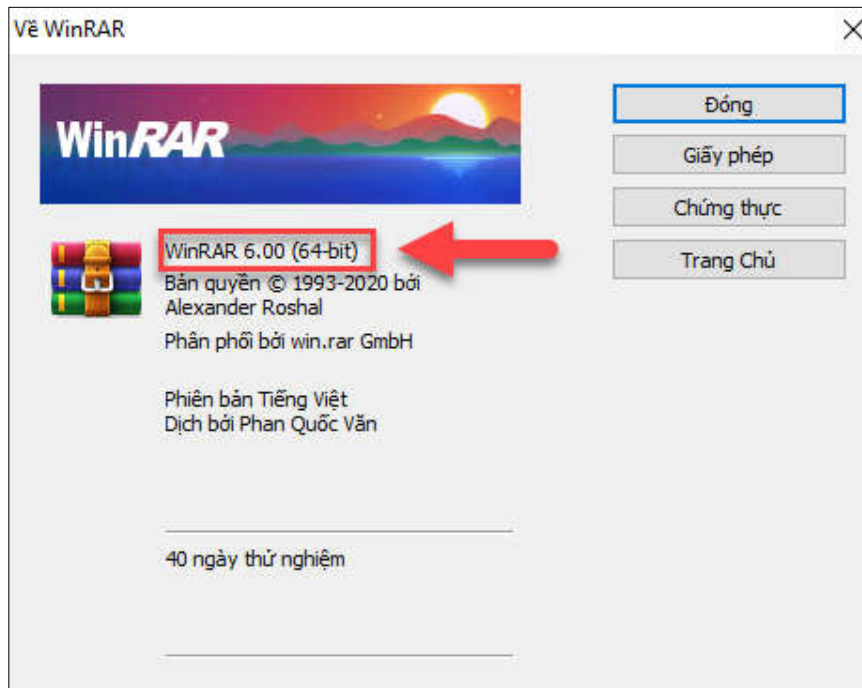 Về WinRAR
WinRAR
Đóng
Giấy phép
Chứng thực
Trang Chủ
WinRAR 6.00 (64-bit)
Bản quyền © 1993-2020 bởi
Alexander Roshal
Phân phối bởi win.rar GmbH
Phiên bản Tiếng Việt
Dịch bởi Phan Quốc Văn
40 ngày thử nghiệm